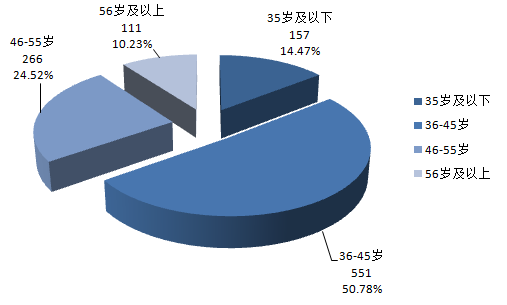 56岁及以上
111
10.23%
35岁及以下
157
14.47%
46-55岁
266
24.52%
36-45岁
551
50.78%
35岁及以下
36-45岁
46-55岁
56岁及以上